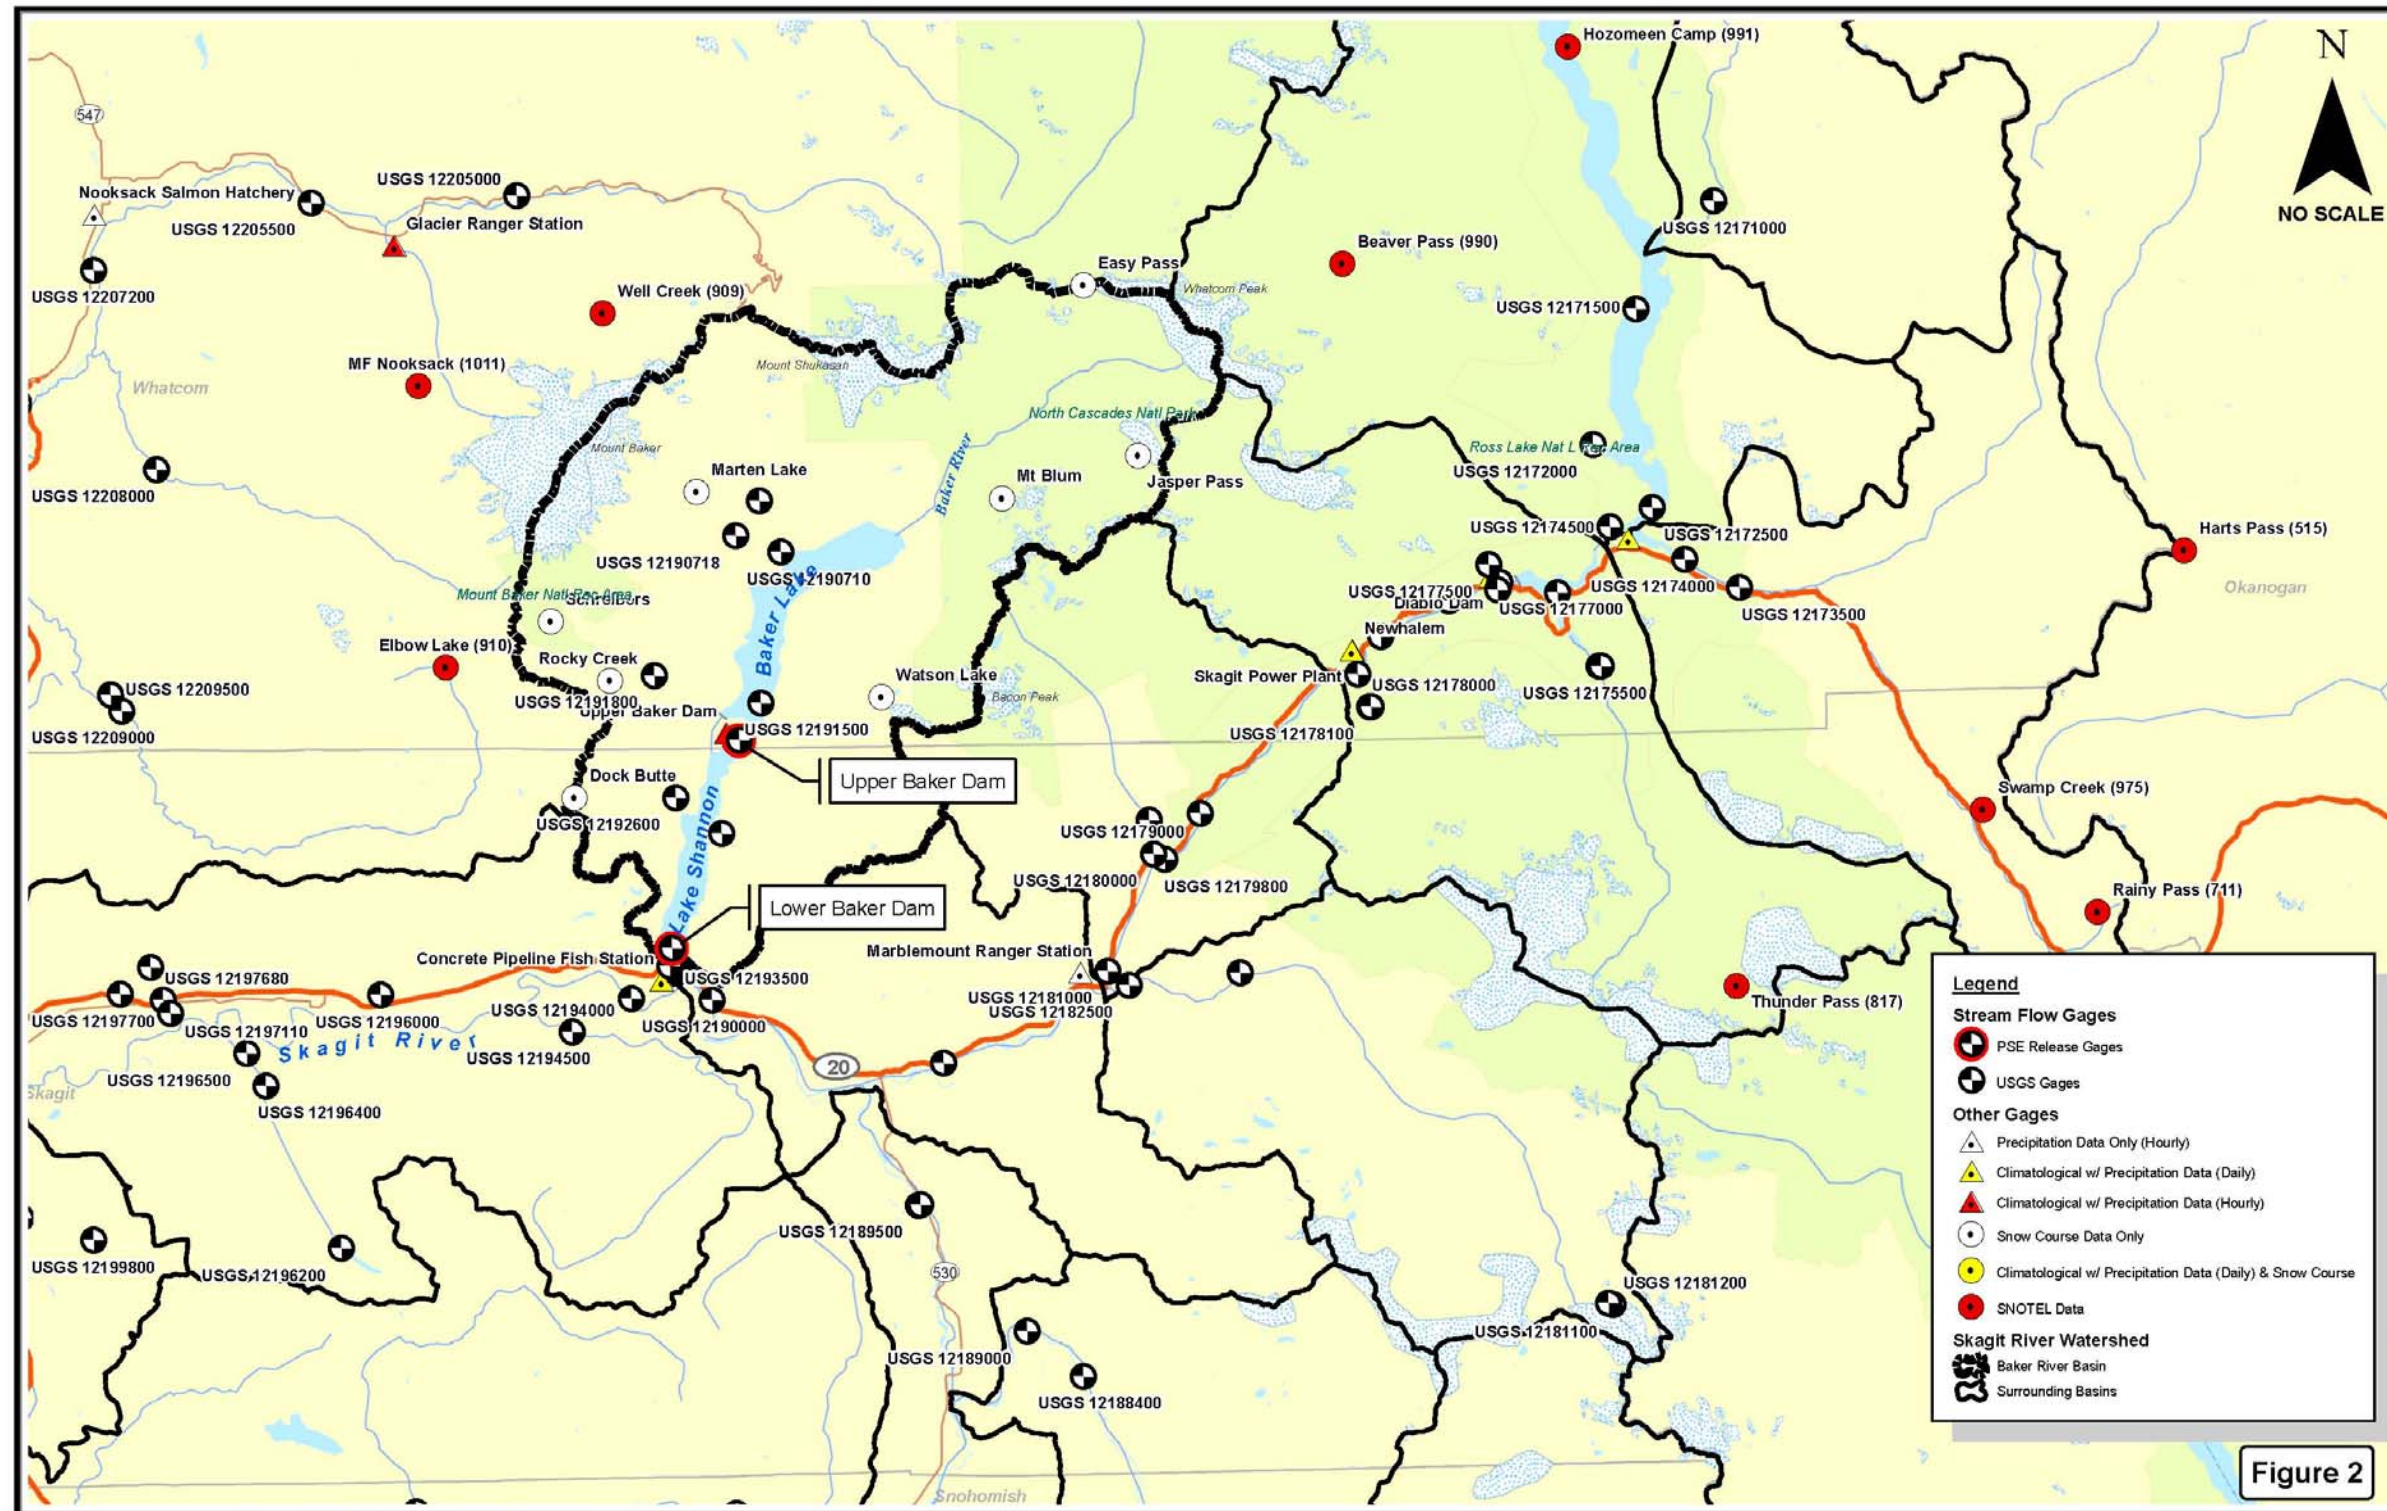 Hozomeen Camp (991)
N
NO SCALE
547
Nooksack Salmon Hatchery
USGS 12205000
USGS 12205500
Glacier Ranger Station
USGS 12171000
Beaver Pass (990)
Easy Pass
USGS 12207200
Well Creek (909)
Whatcom Peak
USGS 12171500
MF Nooksack (1011)
Mount Shuksan
Whatcom
North Cascades Natl Park
Mount Baker
Ross Lake Nat L Rec Area
Marten Lake
Baker River
Mt Blum
Jasper Pass
USGS 12172000
USGS 12208000
USGS 12174500
USGS 12172500
Harts Pass (515)
USGS 12190718
USGS 12190710
Mount Baker Natl Rec Area
Schreibers
USGS 12177500
Diablo Dam
USGS 12177000
USGS 12174000
USGS 12173500
Okanogan
Baker Lake
Newhalem
Elbow Lake (910)
Rocky Creek
Watson Lake
Bacon Peak
Skagit Power Plant
USGS 12178000
USGS 12175500
USGS 12209500
USGS 12191800
Upper Baker Dam
USGS 12191500
USGS 12209000
USGS 12178100
Dock Butte
Upper Baker Dam
Swamp Creek (975)
USGS 12192600
Lake Shannon
USGS 12179000
USGS 12180000
USGS 12179800
Rainy Pass (711)
Lower Baker Dam
Concrete Pipeline Fish Station
Marblemount Ranger Station
USGS 12197680
USGS 12193500
USGS 12181000
USGS 12182500
Thunder Pass (817)
USGS 12197700
USGS 12197110
USGS 12196000
USGS 12194000
USGS 12190000
Skagit River
USGS 12194500
20
USGS 12196500
Skagit
USGS 12196400
USGS 12189500
USGS 12199800
USGS 12196200
530
USGS 12181200
USGS 12181100
USGS 12189000
USGS 12188400
Snohomish
Legend
Stream Flow Gages
PSE Release Gages
USGS Gages
Other Gages
Precipitation Data Only (Hourly)
Climatological w/ Precipitation Data (Daily)
Climatological w/ Precipitation Data (Hourly)
Snow Course Data Only
Climatological w/ Precipitation Data (Daily) & Snow Course
SNOTEL Data
Skagit River Watershed
Baker River Basin
Surrounding Basins
Figure 2